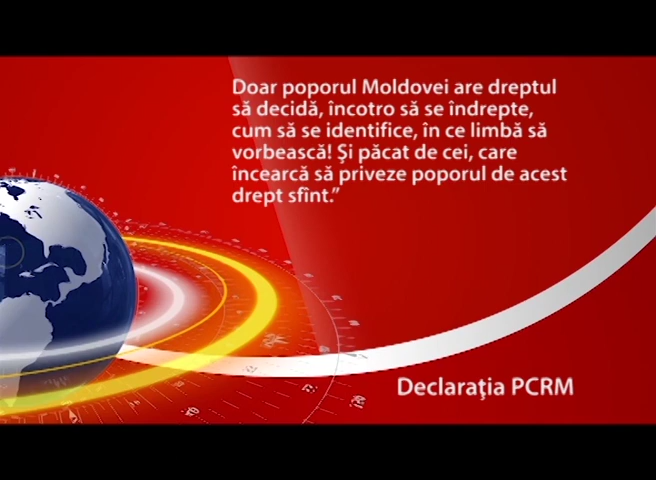 Doar poporul Moldovei are dreptul
să decidă, încotro să se îndrepte,
cum să se identifice, în ce limbă să
vorbească! Şi păcat de cei, care
încearcă să priveze poporul de acest
drept sfînt.”
Declaraţia PCRM